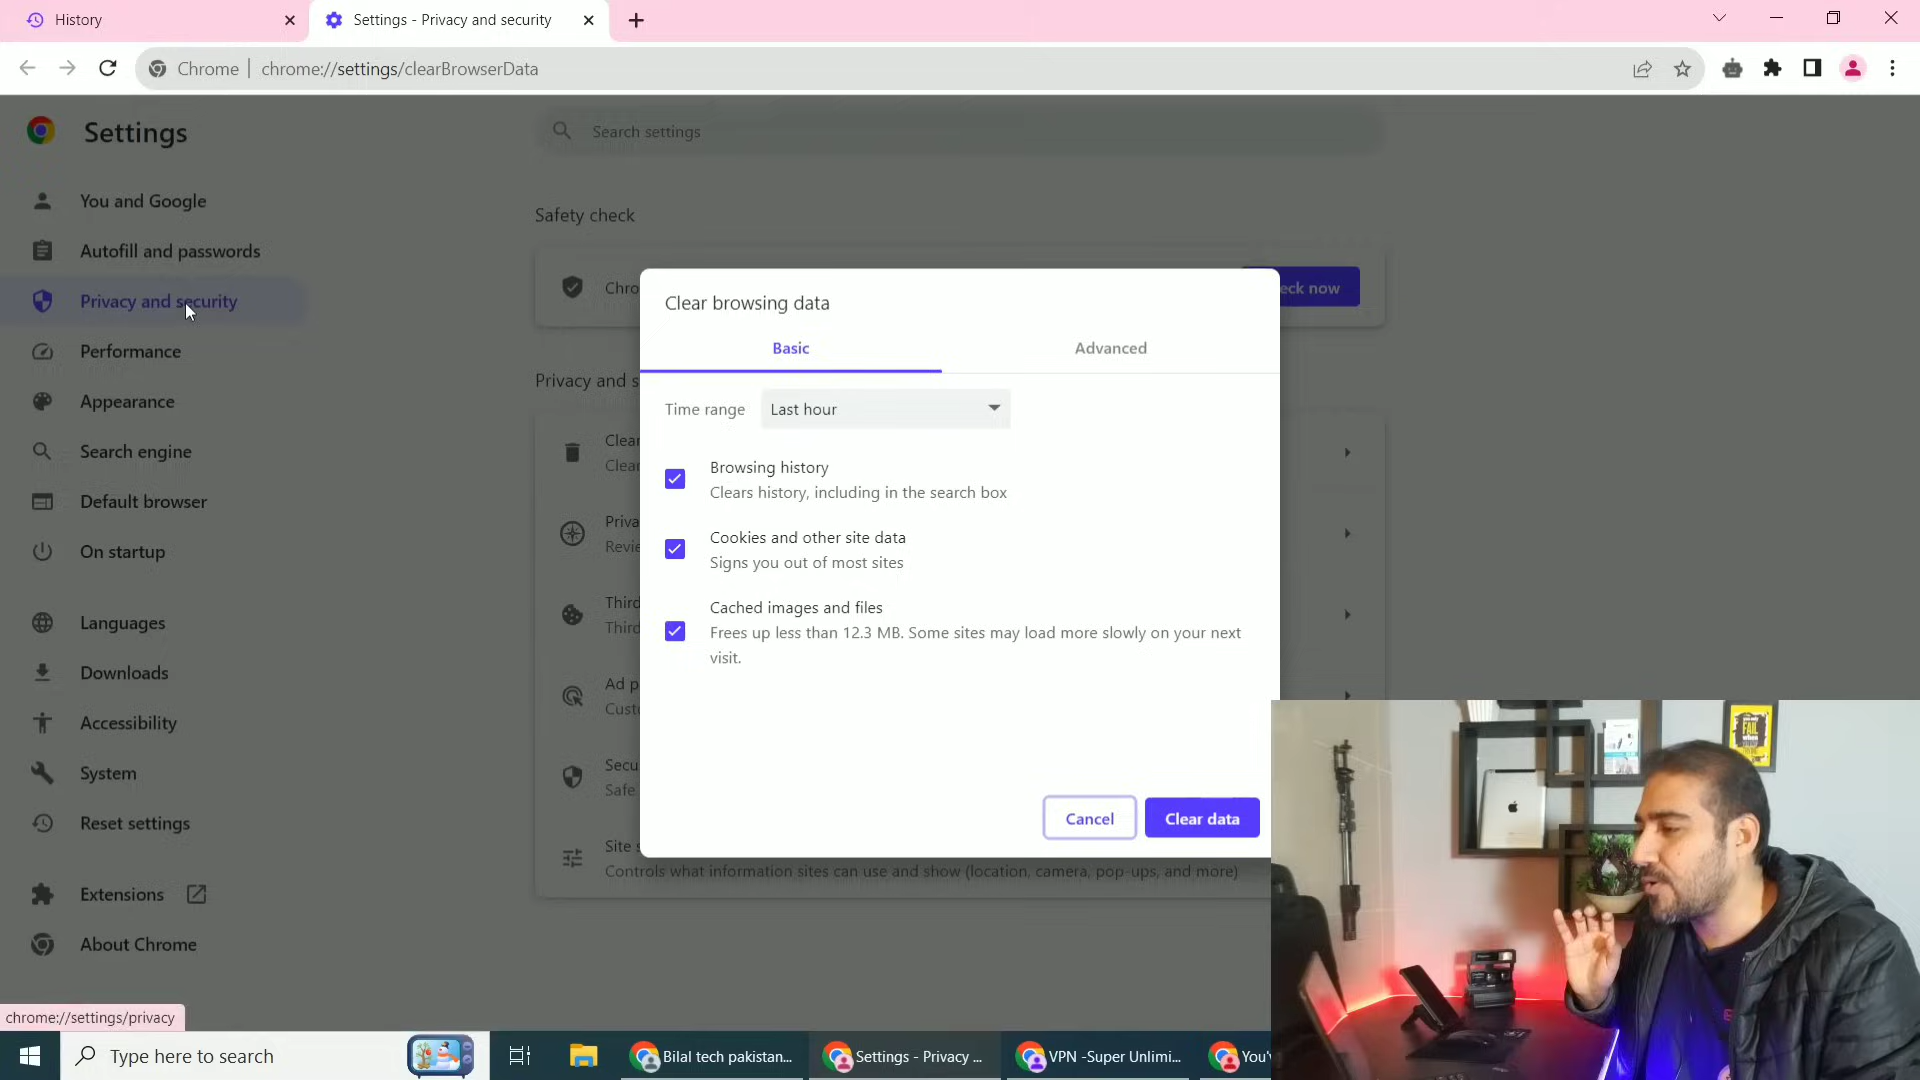 History
Settings - Privacy and security
Chrome
chrome://settings/clearBrowserData
Settings
Search settings
You and Google
Autofill and passwords
Privacy and security
Performance
Appearance
Search engine
Default browser
On startup
Languages
Downloads
Accessibility
System
Reset settings
Extensions
About Chrome
Safety check
Chro
eck now
Privacy and s
Clear
Clear
Priva
Revie
Third
Third
Ad p
Custo
Secu
Safe
Site s
Controls what information sites can use and show (location, camera, pop-ups, and more)
Clear browsing data
Basic
Advanced
Time range
Last hour
Browsing history
Clears history, including in the search box
Cookies and other site data
Signs you out of most sites
Cached images and files
Frees up less than 12.3 MB. Some sites may load more slowly on your next
visit.
Cancel
Clear data
FAIL
chrome://settings/privacy
Type here to search
Bilal tech pakistan...
Settings - Privacy ...
VPN -Super Unlimi...
You'